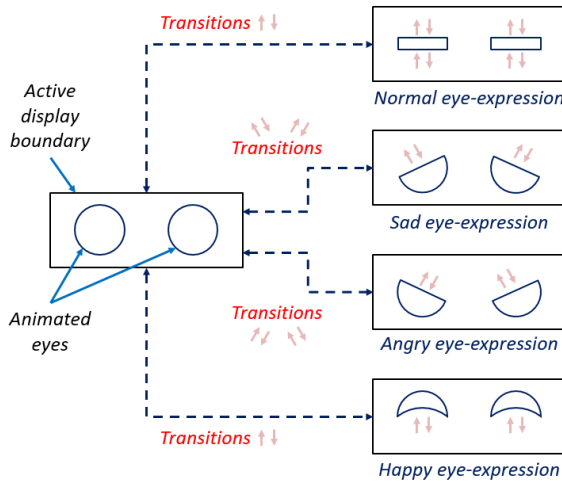 Transitions
Normal eye-expression
Active
display
boundary
Transitions
Sad eye-expression
Transitions
Animated
eyes
Angry eye-expression
Transitions
Happy eye-expression